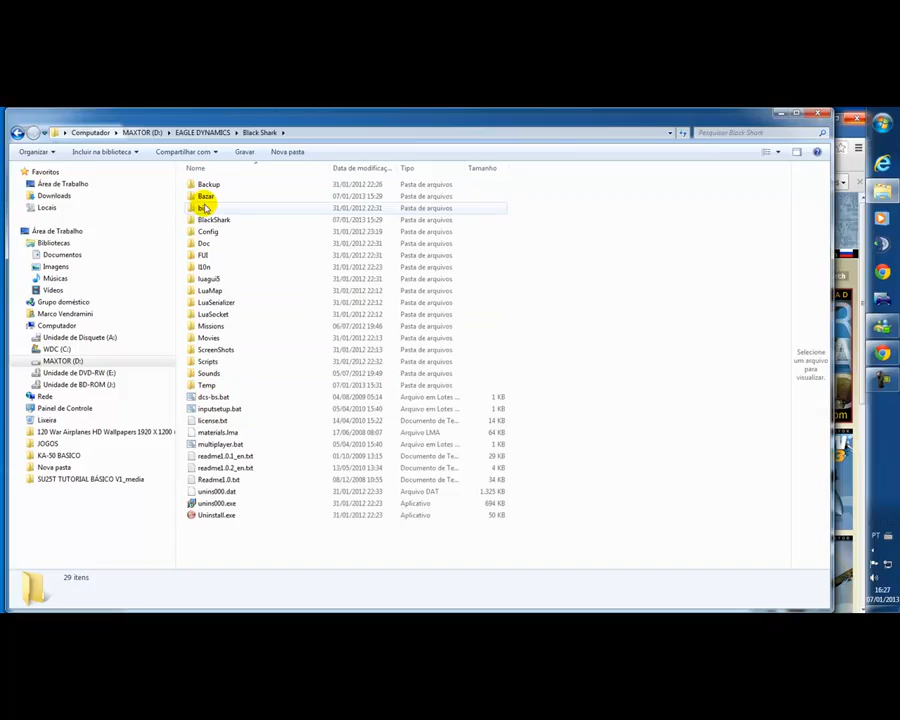 Computador ▸ MAXTOR (D:) ▸ EAGLE DYNAMICS ▸ Black Shark ▸
Pesquisar Black Shark
Organizar ▾ Incluir na biblioteca ▾ Compartilhar com ▾ Gravar Nova pasta
Nome Data de modificaç... Tipo Tamanho
Favoritos
Área de Trabalho
Downloads
Locais
Área de Trabalho
Bibliotecas
Documentos
Imagens
Músicas
Vídeos
Grupo doméstico
Marco Vendramini
Computador
Unidade de Disquete (A:)
WDC (C:)
MAXTOR (D:)
Unidade de DVD-RW (E:)
Unidade de BD-ROM (J:)
Rede
Painel de Controle
Lixeira
120 War Airplanes HD Wallpapers 1920 X 1200
JOGOS
KA-50 BASICO
Nova pasta
SU25T TUTORIAL BÁSICO V1_media
Backup 31/01/2012 22:26 Pasta de arquivos
Bazar 07/01/2013 15:29 Pasta de arquivos
31/01/2012 22:31 Pasta de arquivos
BlackShark 07/01/2013 15:29 Pasta de arquivos
Config 31/01/2012 23:19 Pasta de arquivos
Doc 31/01/2012 22:31 Pasta de arquivos
FUI 31/01/2012 22:31 Pasta de arquivos
l10n 31/01/2012 22:23 Pasta de arquivos
luagui5 31/01/2012 22:23 Pasta de arquivos
LuaMap 31/01/2012 22:12 Pasta de arquivos
LuaSerializer 31/01/2012 22:12 Pasta de arquivos
LuaSocket 31/01/2012 22:12 Pasta de arquivos
Missions 06/07/2012 19:46 Pasta de arquivos
Movies 31/01/2012 22:23 Pasta de arquivos
ScreenShots 31/01/2012 22:13 Pasta de arquivos
Scripts 31/01/2012 22:31 Pasta de arquivos
Sounds 05/07/2012 19:49 Pasta de arquivos
Temp 07/01/2013 15:31 Pasta de arquivos
dcs-bs.bat 04/08/2009 05:14 Arquivo em Lotes ... 1 KB
inputsetup.bat 05/04/2010 15:40 Arquivo em Lotes ... 1 KB
license.txt 14/04/2010 15:22 Documento de Te... 14 KB
materials.lma 17/06/2008 08:07 Arquivo LMA 64 KB
multiplayer.bat 05/04/2010 15:40 Arquivo em Lotes ... 1 KB
readme1.0.1_en.txt 01/10/2009 13:15 Documento de Te... 29 KB
readme1.0.2_en.txt 13/05/2010 13:34 Documento de Te... 4 KB
Readme1.0.txt 08/12/2008 10:55 Documento de Te... 18 KB
unins000.dat 31/01/2012 22:33 Arquivo DAT 1.325 KB
unins000.exe 31/01/2012 22:23 Aplicativo 694 KB
Uninstall.exe 31/01/2012 22:23 Aplicativo 50 KB
Selecione
um arquivo
para
visualizar.
29 itens
PT
16:27
07/01/2013